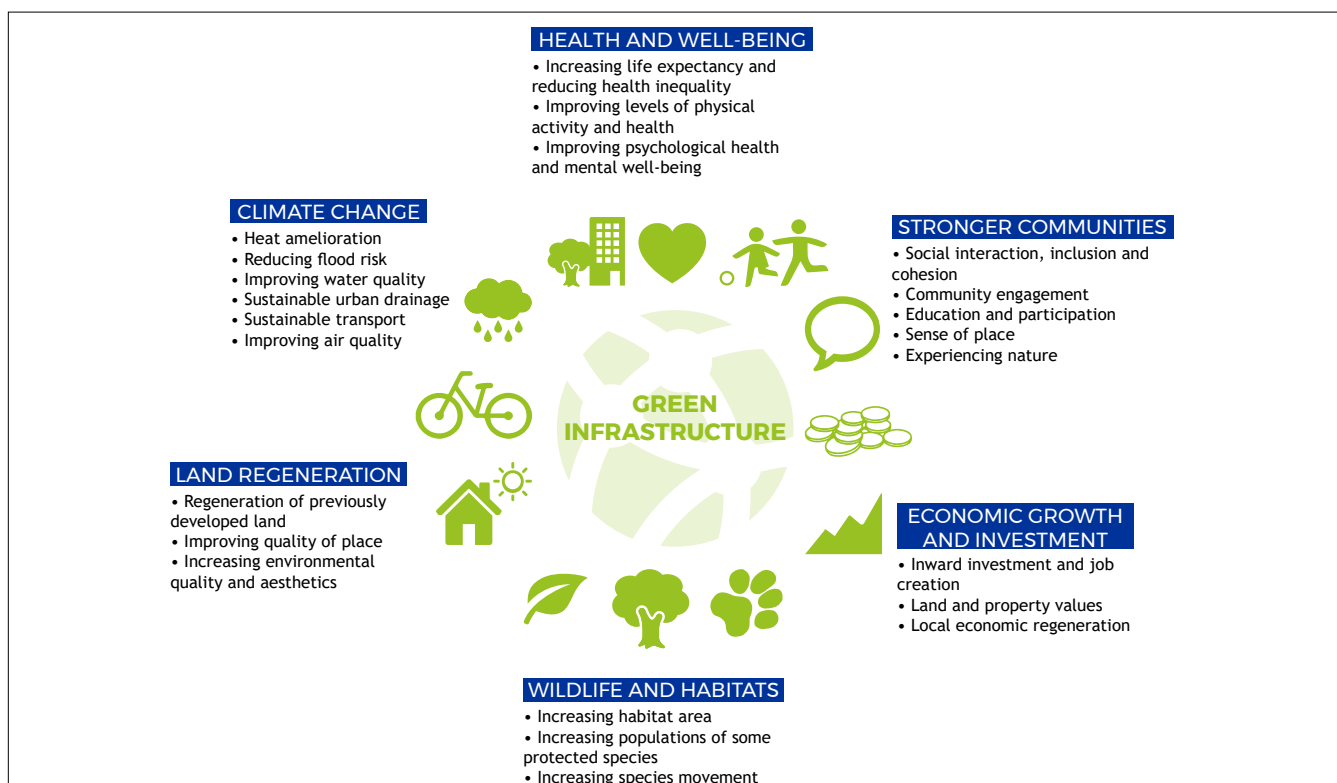 HEALTH AND WELL-BEING
• Increasing life expectancy and
reducing health inequality
• Improving levels of physical
activity and health
• Improving psychological health
and mental well-being
CLIMATE CHANGE
• Heat amelioration
• Reducing flood risk
• Improving water quality
• Sustainable urban drainage
• Sustainable transport
• Improving air quality
STRONGER COMMUNITIES
• Social interaction, inclusion and
cohesion
• Community engagement
• Education and participation
• Sense of place
• Experiencing nature
GREEN
INFRASTRUCTURE
LAND REGENERATION
• Regeneration of previously
developed land
• Improving quality of place
• Increasing environmental
quality and aesthetics
ECONOMIC GROWTH
AND INVESTMENT
• Inward investment and job
creation
• Land and property values
• Local economic regeneration
WILDLIFE AND HABITATS
• Increasing habitat area
• Increasing populations of some
protected species
• Increasing species movement